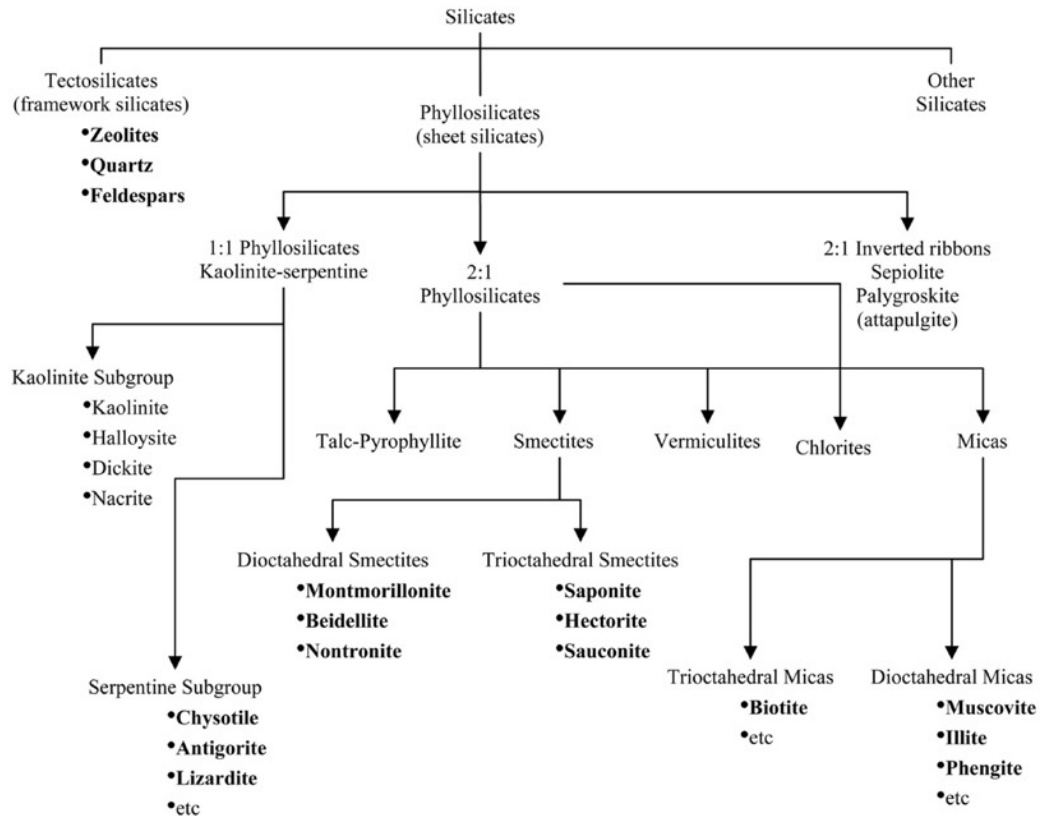 Silicates
Tectosilicates
(framework silicates)
•Zeolites
•Quartz
•Feldespars
Phyllosilicates
(sheet silicates)
Other
Silicates
1:1 Phyllosilicates
Kaolinite-serpentine
2:1
Phyllosilicates
2:1 Inverted ribbons
Sepiolite
Palygroskite
(attapulgite)
Kaolinite Subgroup
•Kaolinite
•Halloysite
•Dickite
•Nacrite
Talc-Pyrophyllite
Smectites
Vermiculites
Chlorites
Micas
Dioctahedral Smectites
•Montmorillonite
•Beidellite
•Nontronite
Trioctahedral Smectites
•Saponite
•Hectorite
•Sauconite
Serpentine Subgroup
•Chysotile
•Antigorite
•Lizardite
•etc
Trioctahedral Micas
•Biotite
•etc
Dioctahedral Micas
•Muscovite
•Illite
•Phengite
•etc